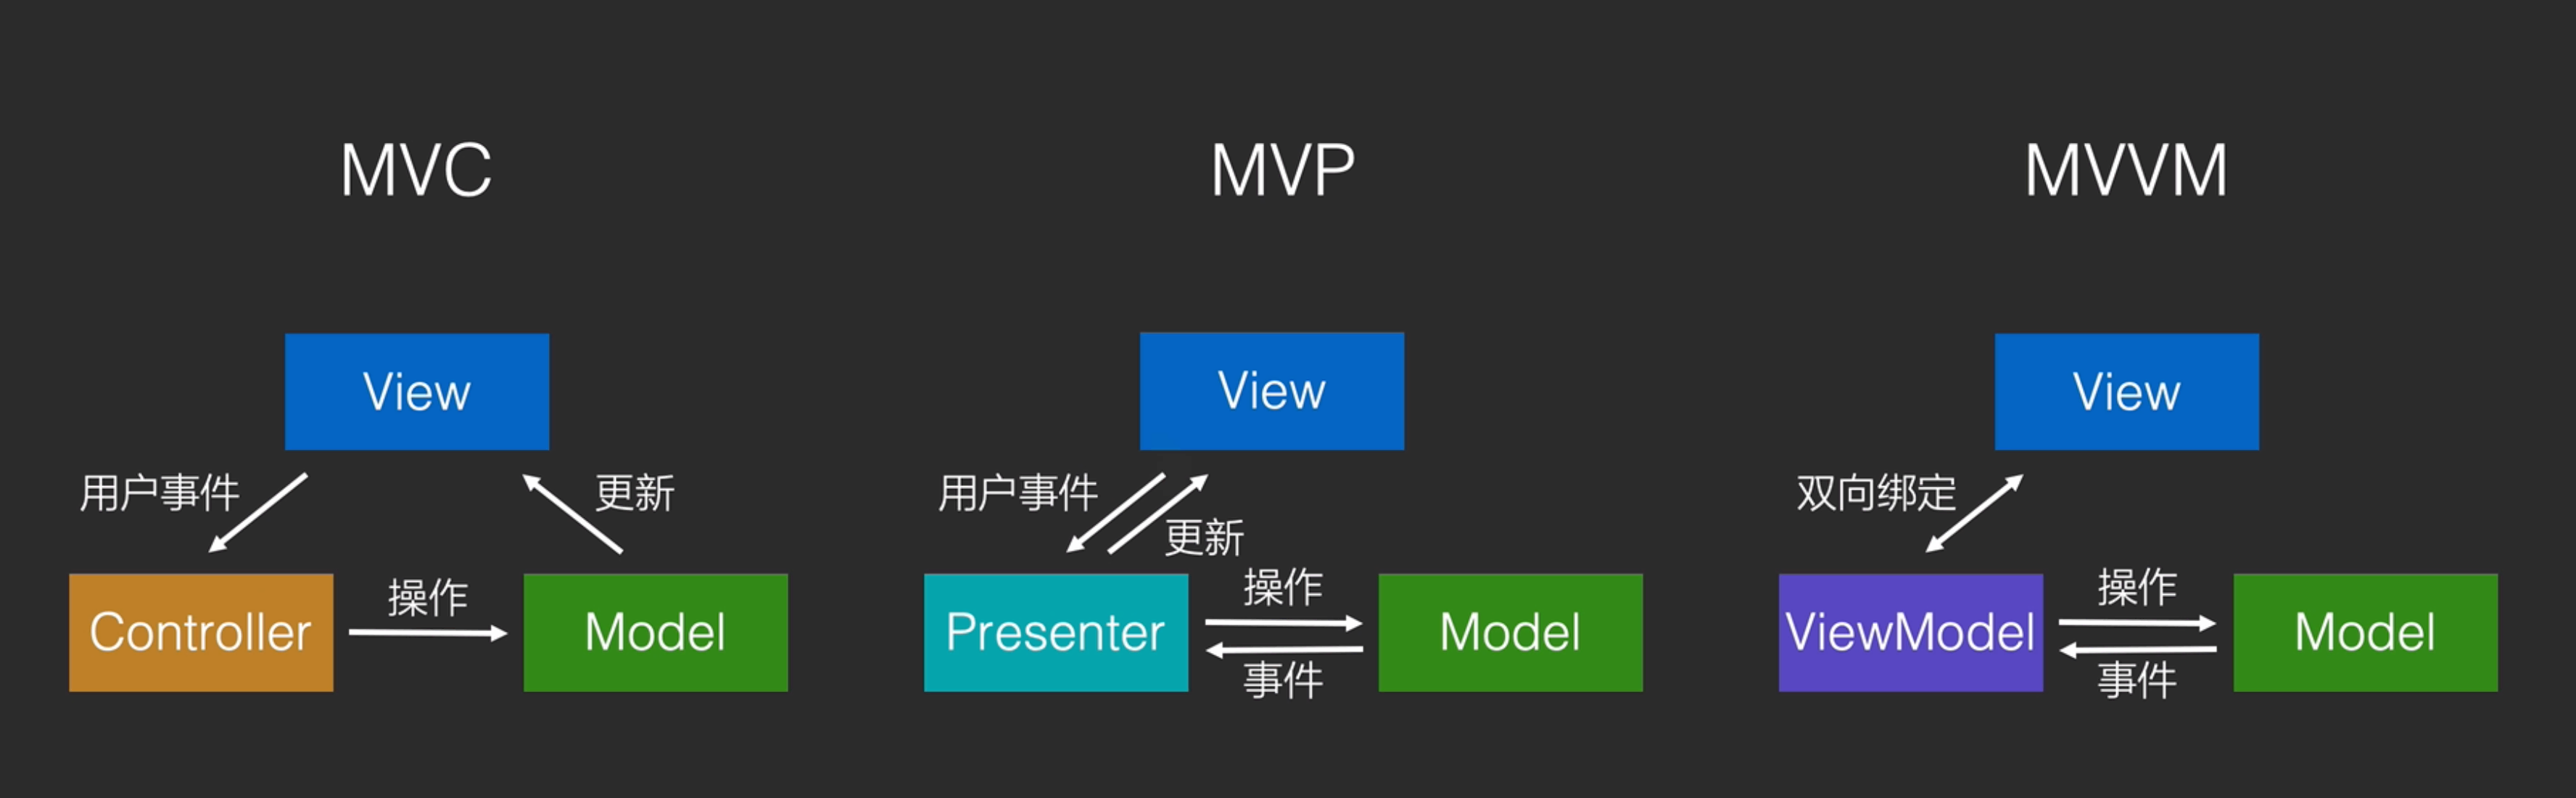 MVC
View
用户事件
更新
Controller
操作
Model
MVP
View
用户事件
更新
Presenter
操作
事件
Model
MVVM
View
双向绑定
ViewModel
操作
事件
Model